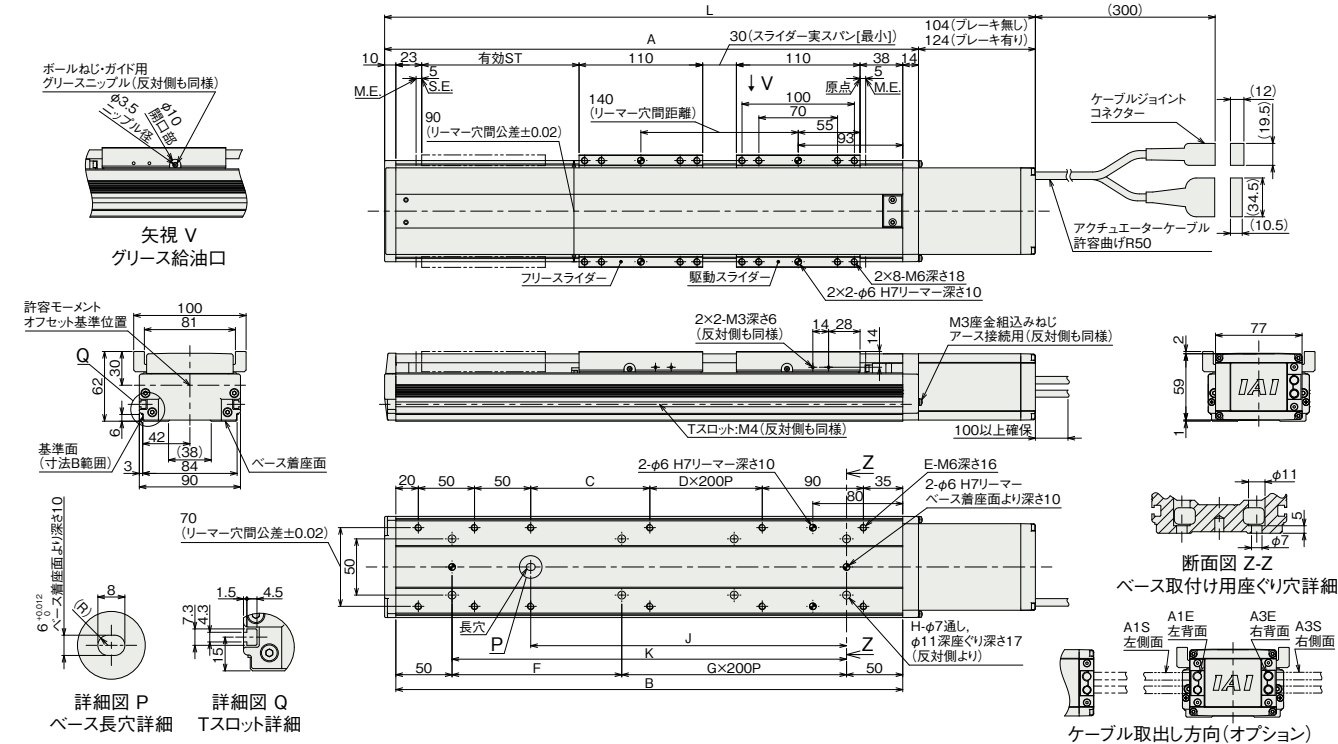 L
(300)
104(ブレーキ無し)
124(ブレーキ有り)
A
30(スライダー実スパン[最小])
10
23
有効ST
110
110
38
14
5
S.E.
M.E.
↓V
原点
5
M.E.
100
70
55
93
140
(リーマー穴間距離)
90
(リーマー穴間公差±0.02)
ボールねじ・ガイド用
グリースニップル(反対側も同様)
φ3.5
ニップル径
φ10
開口部
矢視 V
グリース給油口
ケーブルジョイント
コネクター
(12)
(19.5)
(34.5)
(10.5)
アクチュエーターケーブル
許容曲げR50
フリースライダー
駆動スライダー
2×8-M6深さ18
2×2-φ6 H7リーマー深さ10
許容モーメント
オフセット基準位置
100
81
Q
62
30
6
42
(38)
84
90
3
基準面
(寸法B範囲)
ベース着座面
2×2-M3深さ6
(反対側も同様)
14
28
14
M3座金組込みねじ
アース接続用(反対側も同様)
Tスロット:M4(反対側も同様)
100以上確保
77
2
59
1
IAI
2-φ6 H7リーマー深さ10
Z
E-M6深さ16
2-φ6 H7リーマー
ベース着座面より深さ10
20
50
50
C
D×200P
90
35
80
70
(リーマー穴間公差±0.02)
50
長穴
P
J
K
Z
H-φ7通し,
φ11深座ぐり深さ17
(反対側より)
50
F
G×200P
50
B
φ11
5
φ7
断面図 Z-Z
ベース取付け用座ぐり穴詳細
6 +0.012 0
ベース着座面より深さ10
8
(R)
詳細図 P
ベース長穴詳細
1.5
4.5
7.3
4.3
15
詳細図 Q
Tスロット詳細
A1S
左側面
A1E
左背面
A3E
右背面
A3S
右側面
IAI
ケーブル取出し方向(オプション)